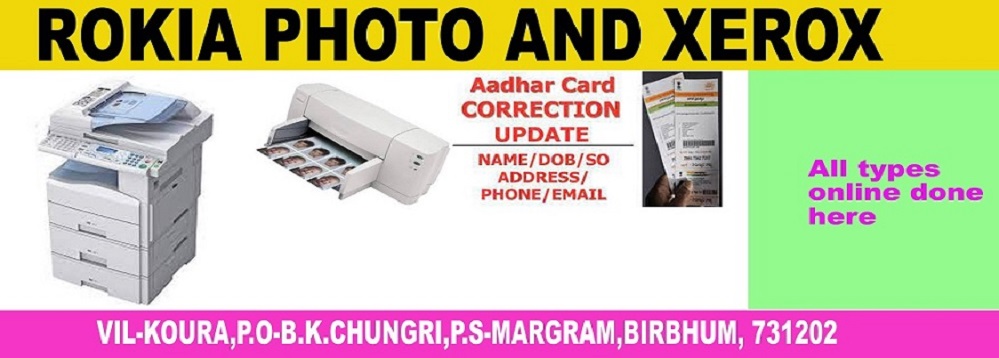 ROKIA PHOTO AND XEROX
Aadhar Card
CORRECTION
UPDATE
NAME/DOB/SO
ADDRESS/
PHONE/EMAIL
All types
online done
here
VIL-KOURA,P.O-B.K.CHUNGRI,P.S-MARGRAM,BIRBHUM, 731202